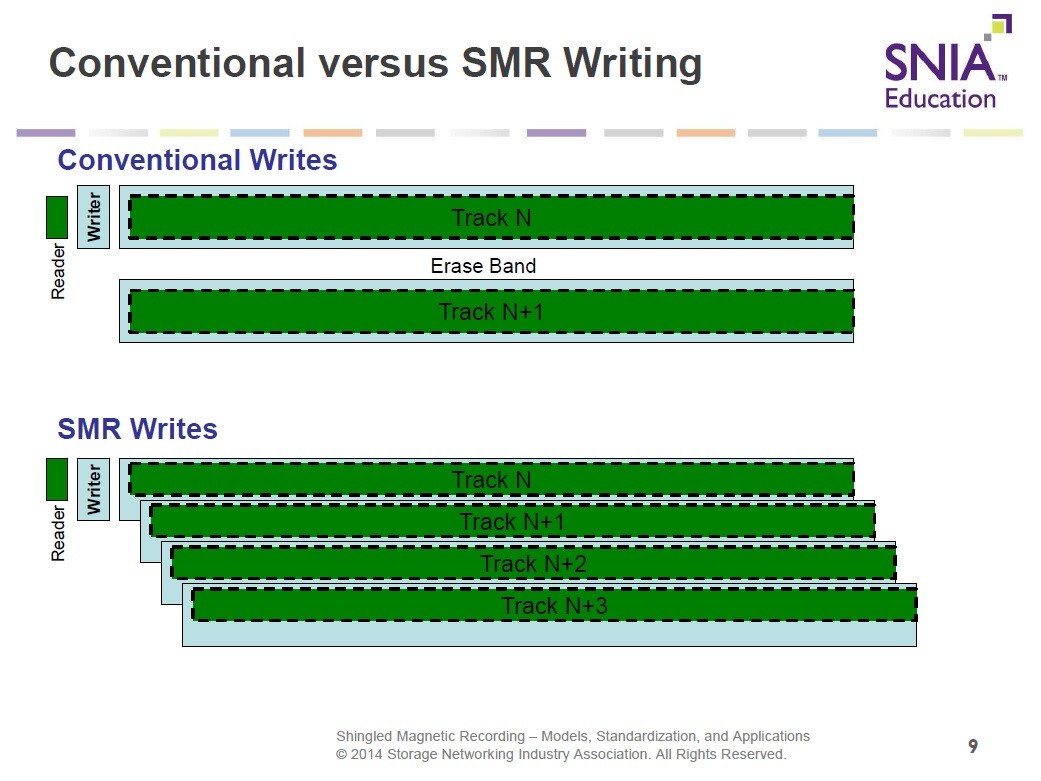 Conventional versus SMR Writing
SNIA™
Education
Conventional Writes
Reader
Writer
Track N
Erase Band
Track N+1
SMR Writes
Reader
Writer
Track N
Track N+1
Track N+2
Track N+3
Shingled Magnetic Recording – Models, Standardization, and Applications
© 2014 Storage Networking Industry Association. All Rights Reserved.
9